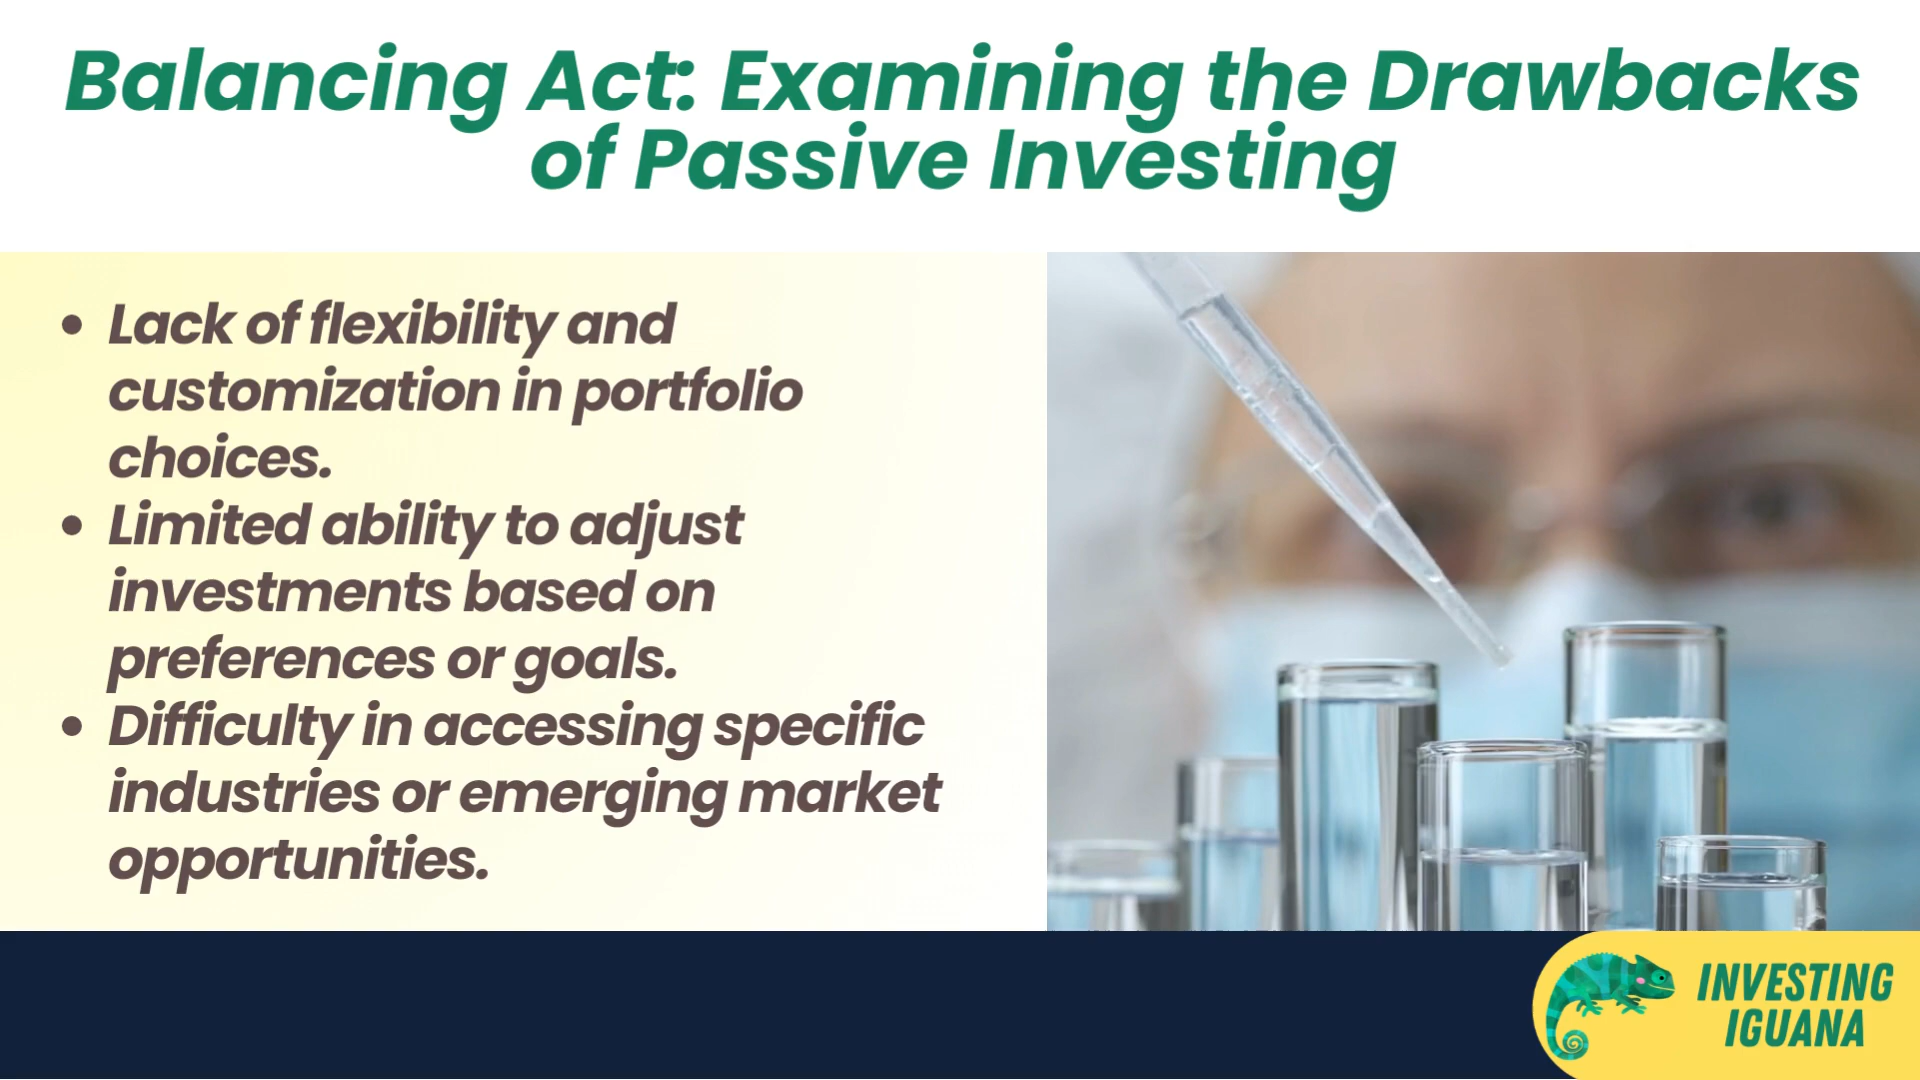 Balancing Act: Examining the Drawbacks
of Passive Investing
• Lack of flexibility and
customization in portfolio
choices.
• Limited ability to adjust
investments based on
preferences or goals.
• Difficulty in accessing specific
industries or emerging market
opportunities.
INVESTING
IGUANA